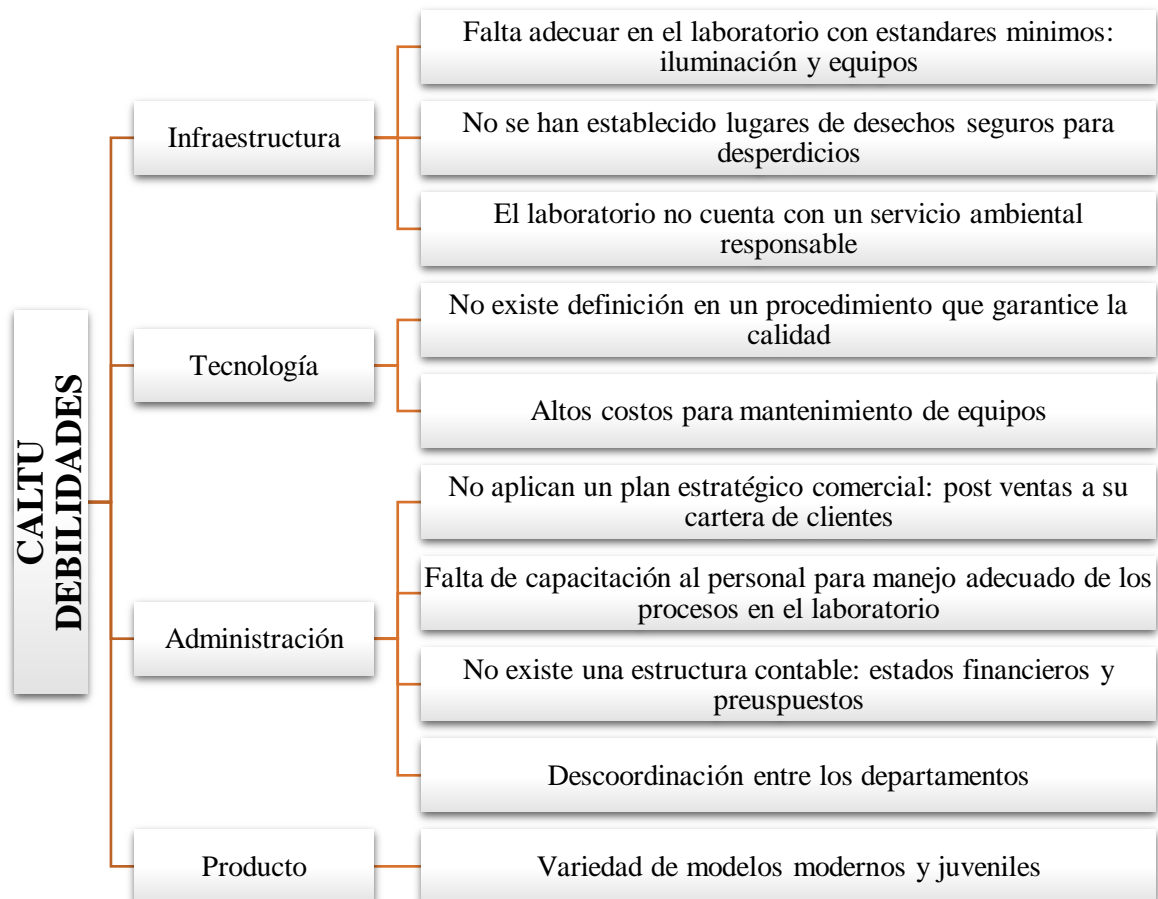 CALTU
DEBILIDADES
Infraestructura
Falta adecuar en el laboratorio con estandares minimos:
iluminación y equipos
No se han establecido lugares de desechos seguros para
desperdicios
El laboratorio no cuenta con un servicio ambiental
responsable
Tecnología
No existe definición en un procedimiento que garantice la
calidad
Altos costos para mantenimiento de equipos
Administración
No aplican un plan estratégico comercial: post ventas a su
cartera de clientes
Falta de capacitación al personal para manejo adecuado de los
procesos en el laboratorio
No existe una estructura contable: estados financieros y
preuspuestos
Descoordinación entre los departamentos
Producto
Variedad de modelos modernos y juveniles